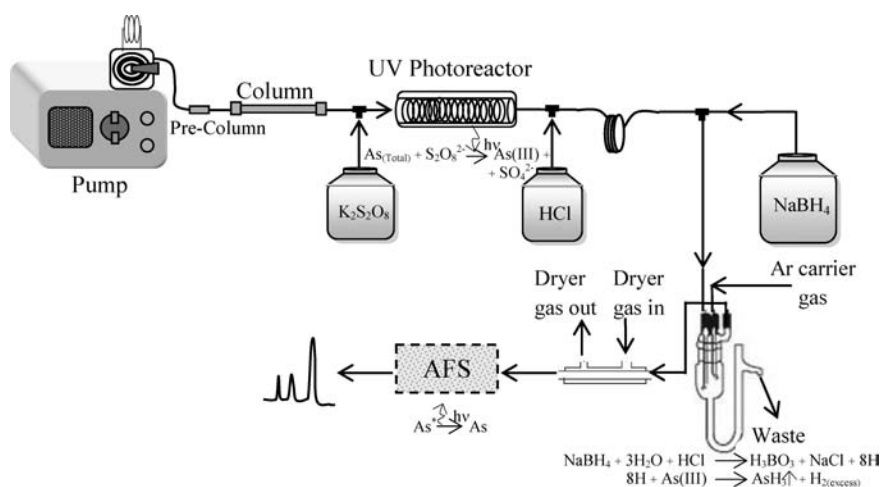 UV Photoreactor
Column
Pre-Column
Pump
As(Total) + S₂O₈²⁻ hν As(III) +
+ SO₄²⁻
K₂S₂O₈
HCl
NaBH₄
Ar carrier
gas
Dryer
gas out
Dryer
gas in
AFS
As* hν As
Waste
NaBH₄ + 3H₂O + HCl → H₃BO₃ + NaCl + 8H
8H + As(III) → AsH₃↑ + H₂(excess)